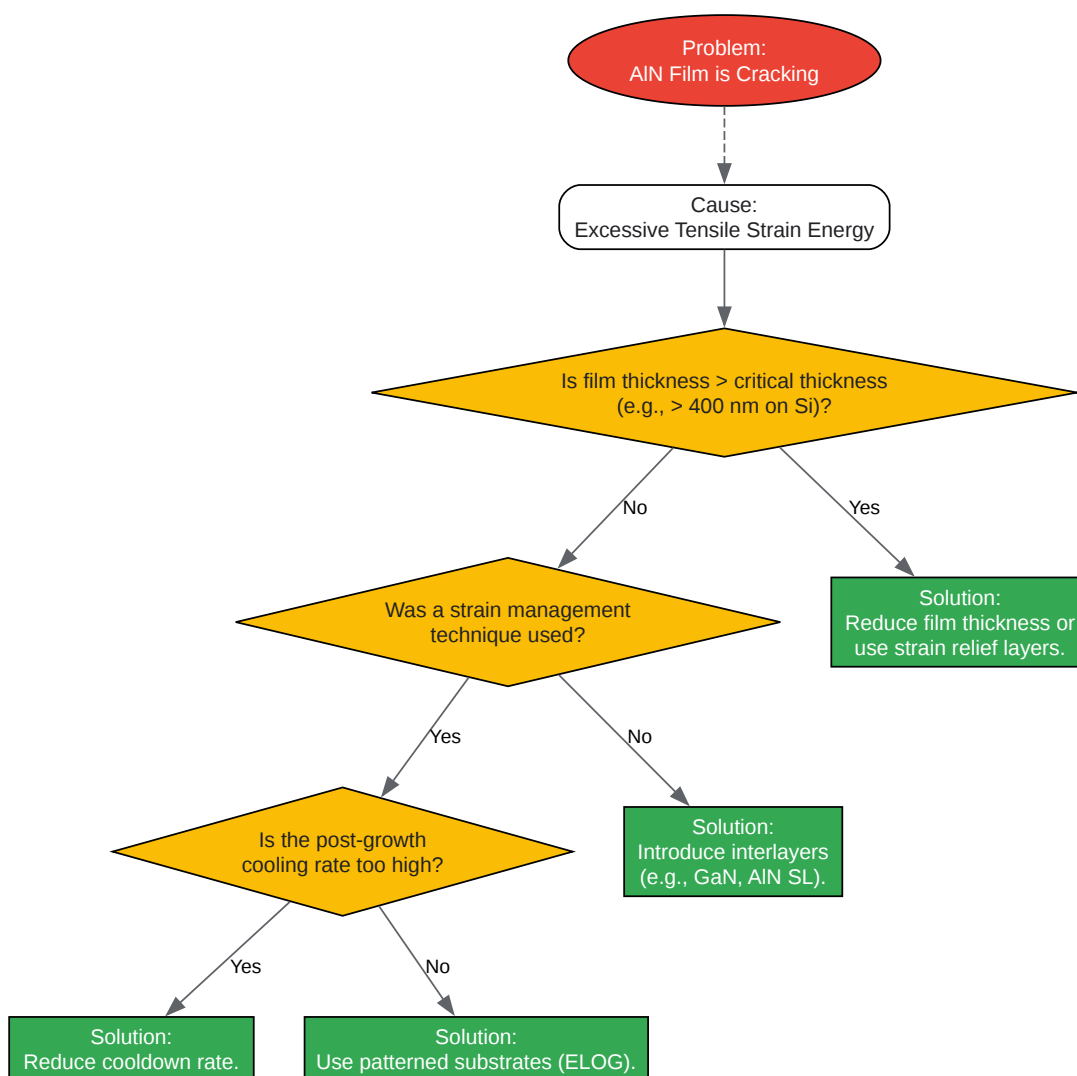 Problem:
AlN Film is Cracking
Cause:
Excessive Tensile Strain Energy
Is film thickness > critical thickness
(e.g., > 400 nm on Si)?
No
Yes
Was a strain management
technique used?
Solution:
Reduce film thickness or
use strain relief layers.
Yes
No
Is the post-growth
cooling rate too high?
Solution:
Introduce interlayers
(e.g., GaN, AlN SL).
Yes
No
Solution:
Reduce cooldown rate.
Solution:
Use patterned substrates (ELOG).